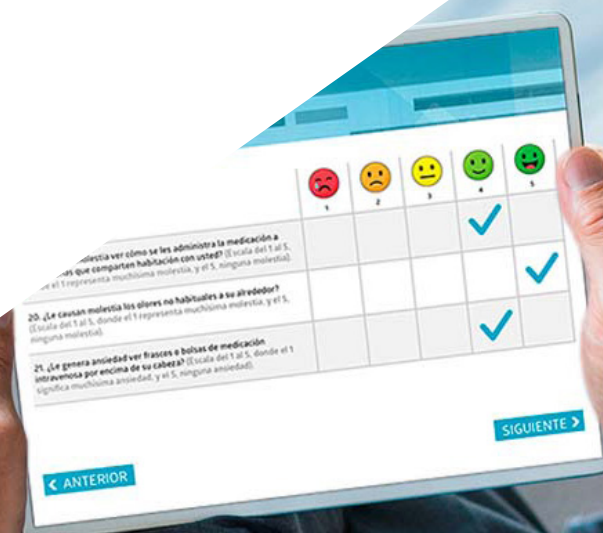 1 2 3 4 5
olestia ver cómo se les administra la medicación a
as que comparten habitación con usted? (Escala del 1 al 5,
de el 1 representa muchísima molestia, y el 5, ninguna molestia).
20. ¿Le causan molestia los olores no habituales a su alrededor?
(Escala del 1 al 5, donde el 1 representa muchísima molestia, y el 5,
ninguna molestia).
21. ¿Le genera ansiedad ver frascos o bolsas de medicación
intravenosa por encima de su cabeza? (Escala del 1 al 5, donde el 1
significa muchísima ansiedad, y el 5, ninguna ansiedad).
ANTERIOR
SIGUIENTE